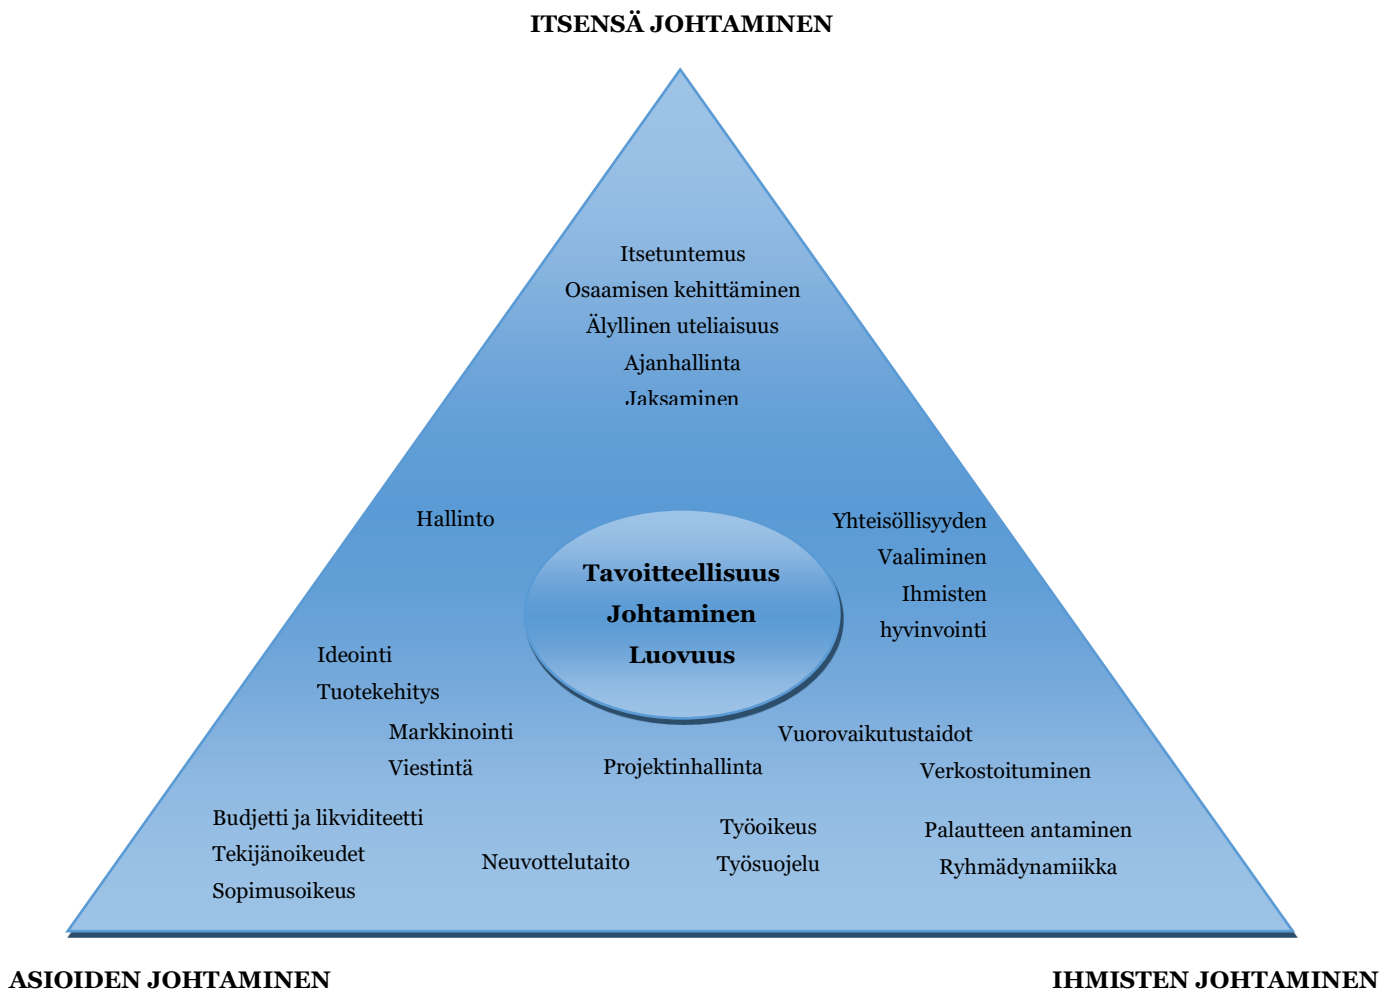 ITSENSÄ JOHTAMINEN
Itsetuntemus
Osaamisen kehittäminen
Älyllinen uteliaisuus
Ajanhallinta
Jaksaminen
Hallinto
Yhteisöllisyyden
Vaaliminen
Ihmisten
hyvinvointi
Tavoitteellisuus
Johtaminen
Luovuus
Ideointi
Tuotekehitys
Markkinointi
Viestintä
Projektinhallinta
Vuorovaikutustaidot
Verkostoituminen
Budjetti ja likviditeetti
Tekijänoikeudet
Sopimusoikeus
Neuvottelutaito
Työoikeus
Työsuojelu
Palautteen antaminen
Ryhmädynamiikka
ASIOIDEN JOHTAMINEN
IHMISTEN JOHTAMINEN